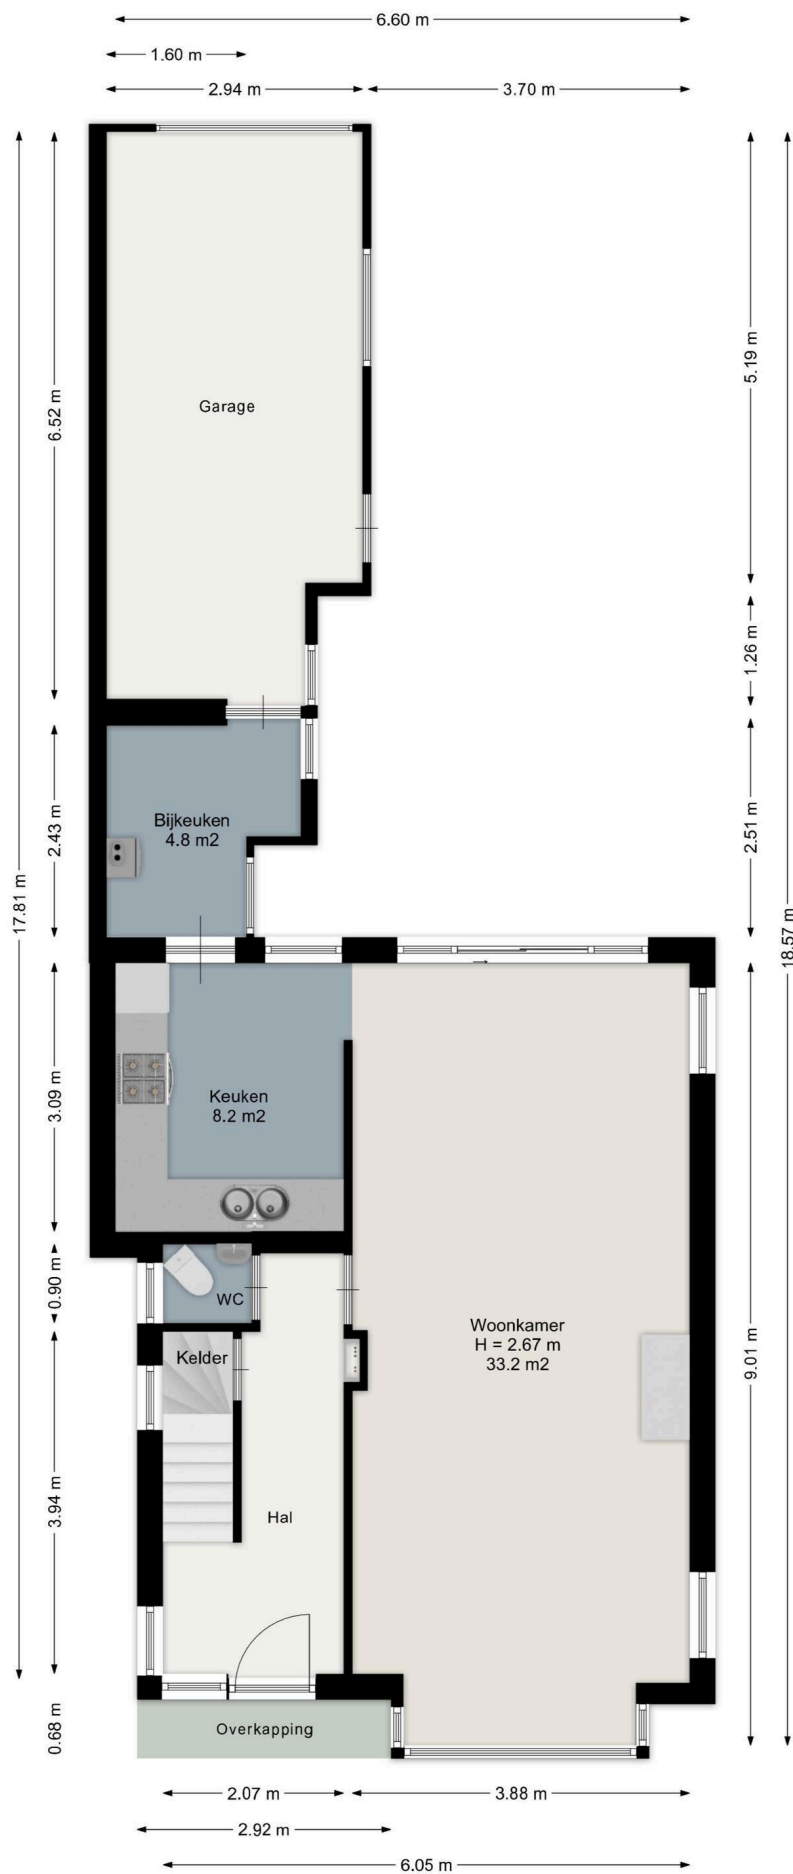 6.60 m
1.60 m
2.94 m
3.70 m
Garage
6.52 m
5.19 m
1.26 m
Bijkeuken
4.8 m2
2.43 m
2.51 m
17.81 m
18.57 m
Keuken
8.2 m2
3.09 m
WC
0.90 m
Kelder
Woonkamer
H = 2.67 m
33.2 m2
9.01 m
3.94 m
Hal
Overkapping
0.68 m
2.07 m
3.88 m
2.92 m
6.05 m